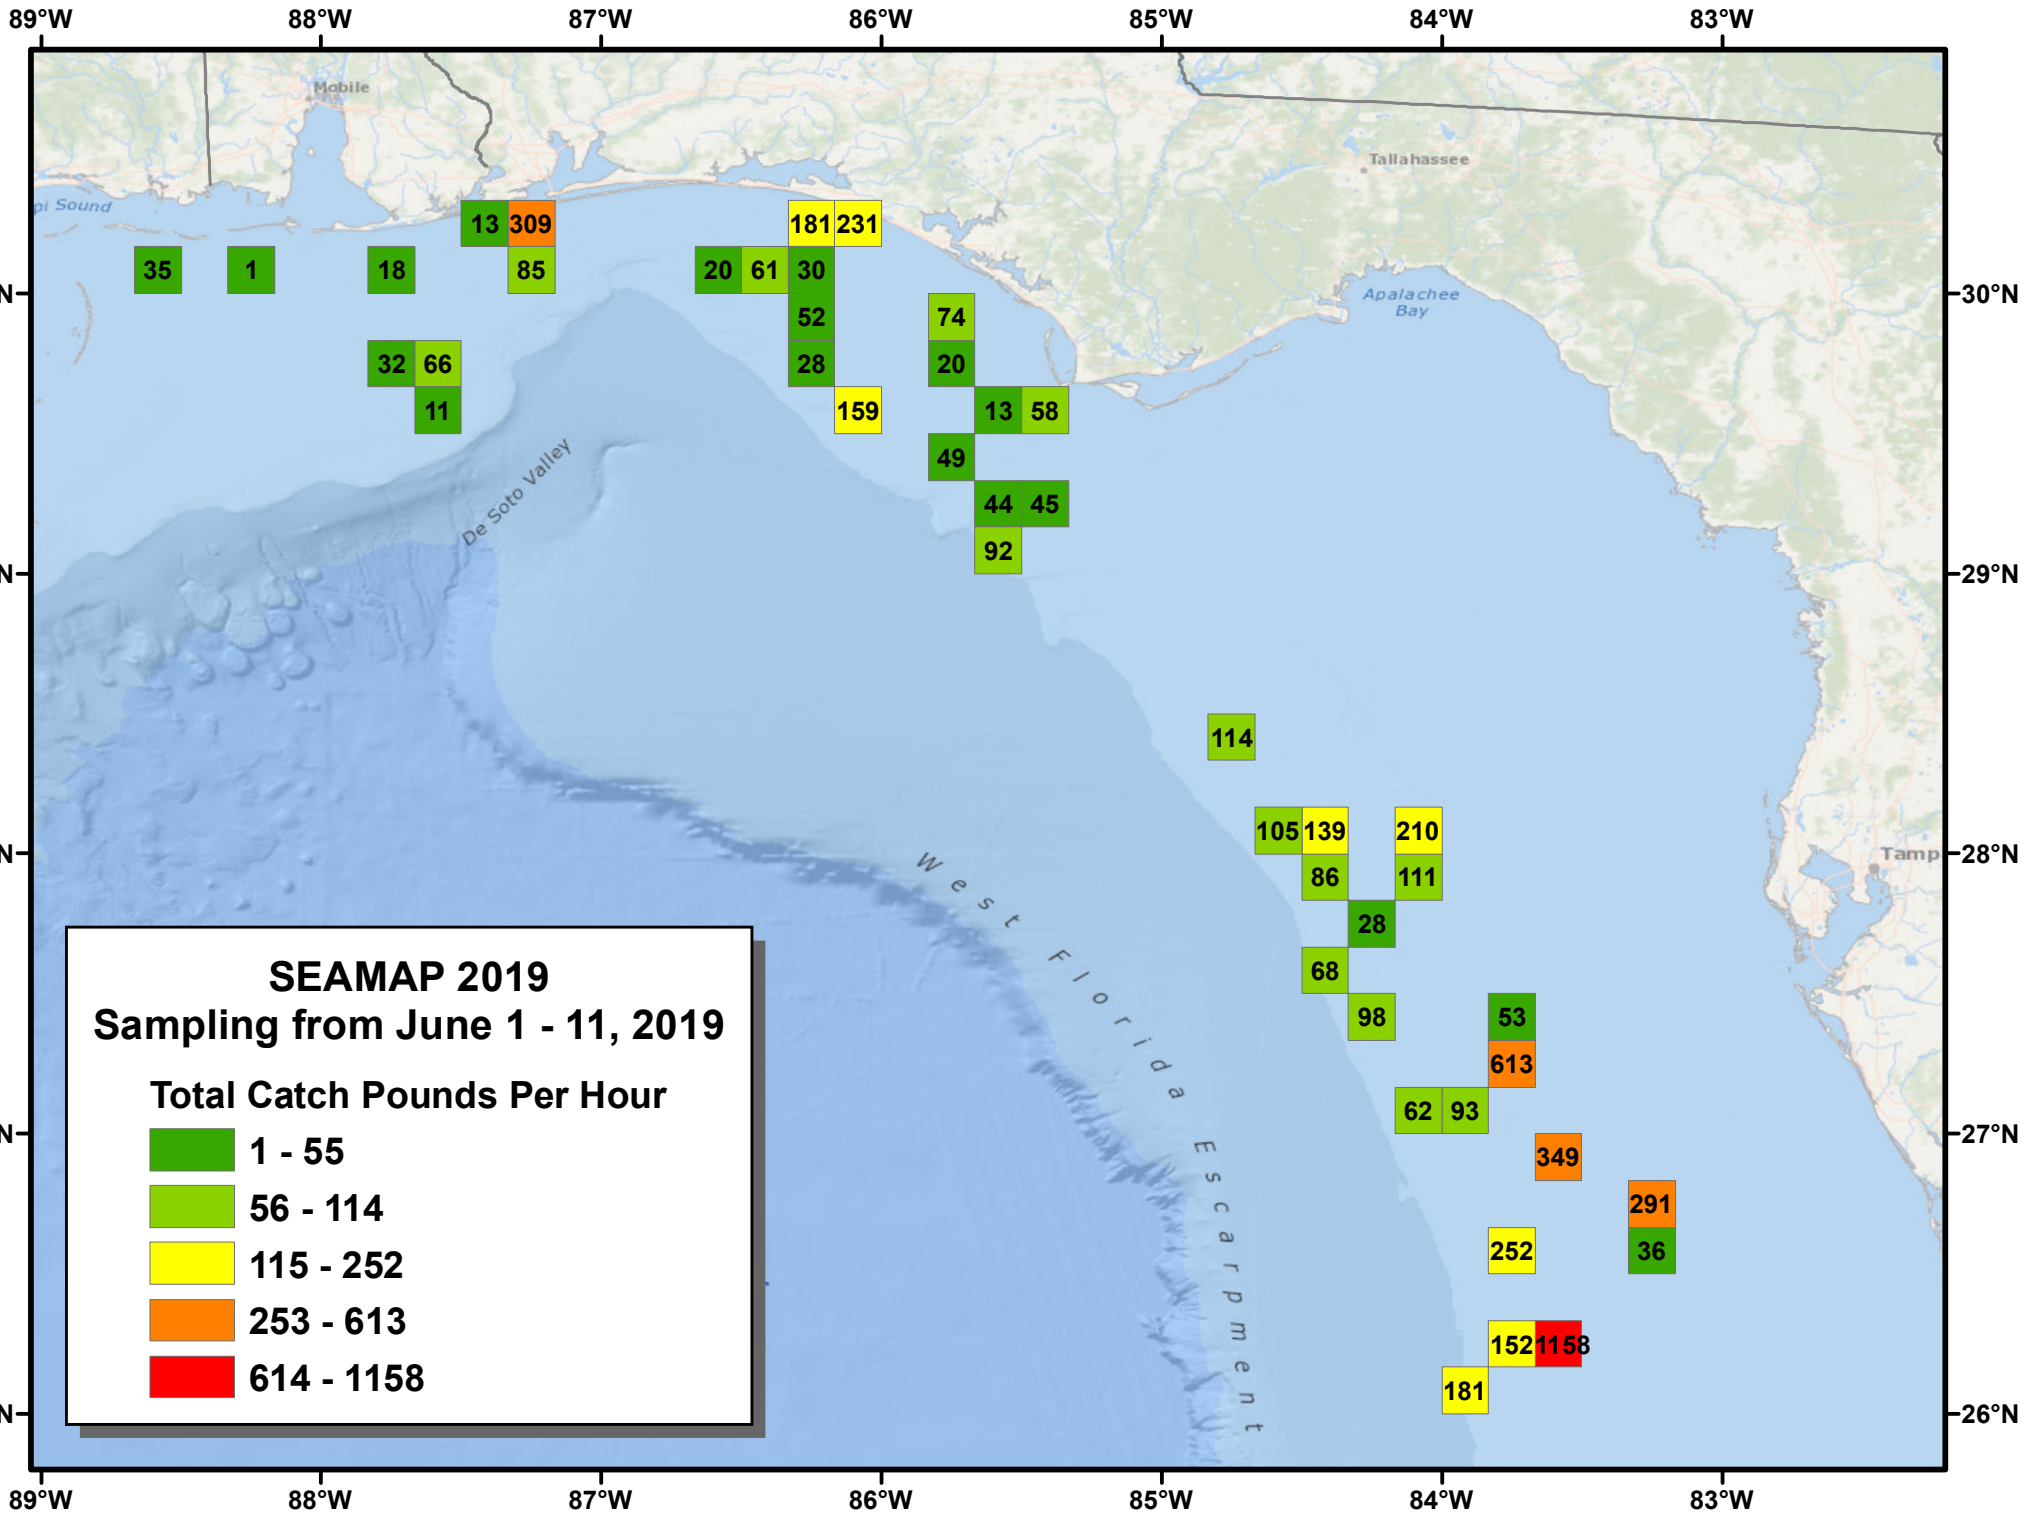 89°W 88°W 87°W 86°W 85°W 84°W 83°W
Mobile
Tallahassee
pi Sound
13 309 181 231
35 1 18 85 20 61 30
N 30°N
Apalachee
Bay
52 74
32 66 28 20
11 159 13 58
De Soto Valley
49
44 45
92
N 29°N
114
105 139 210
N 28°N
Tamp
86 111
28
68
98 53
613
62 93
N 27°N
349
291
252 36
152 1158
181
N 26°N
West Florida Escarpment
SEAMAP 2019
Sampling from June 1 - 11, 2019
Total Catch Pounds Per Hour
1 - 55
56 - 114
115 - 252
253 - 613
614 - 1158
89°W 88°W 87°W 86°W 85°W 84°W 83°W